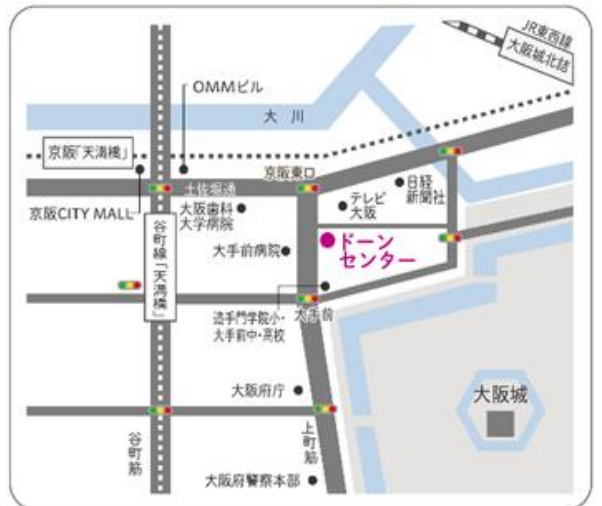 JR東西線
大阪城北詰
OMMビル
大 川
京阪「天満橋」
京阪東口
土佐堀通
京阪CITY MALL
大阪歯科
大学病院
テレビ
大阪
日経
新聞社
谷町線「天満橋」
大手前病院
ドーン
センター
追手門学院小・
大手前中・高校
大手前
大阪府庁
大阪城
谷町筋
上町筋
大阪府警察本部